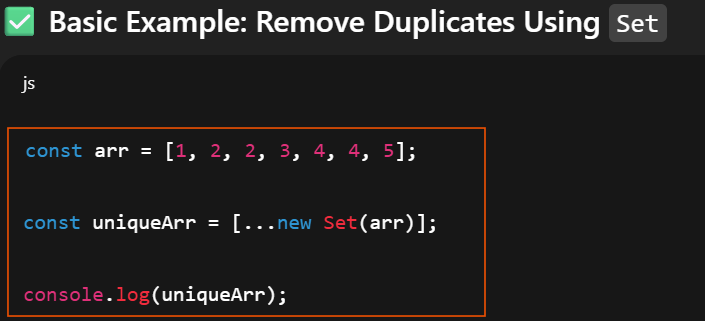 ✅ Basic Example: Remove Duplicates Using Set
js
const arr = [1, 2, 2, 3, 4, 4, 5];
const uniqueArr = [...new Set(arr)];
console.log(uniqueArr);